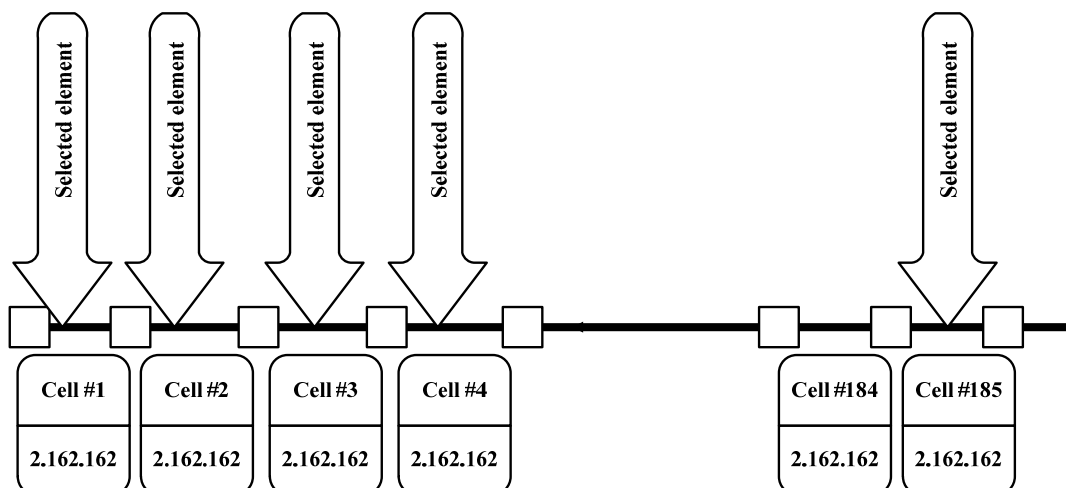 Selected element
Selected element
Selected element
Selected element
Selected element
Cell #1
Cell #2
Cell #3
Cell #4
Cell #184
Cell #185
2.162.162
2.162.162
2.162.162
2.162.162
2.162.162
2.162.162